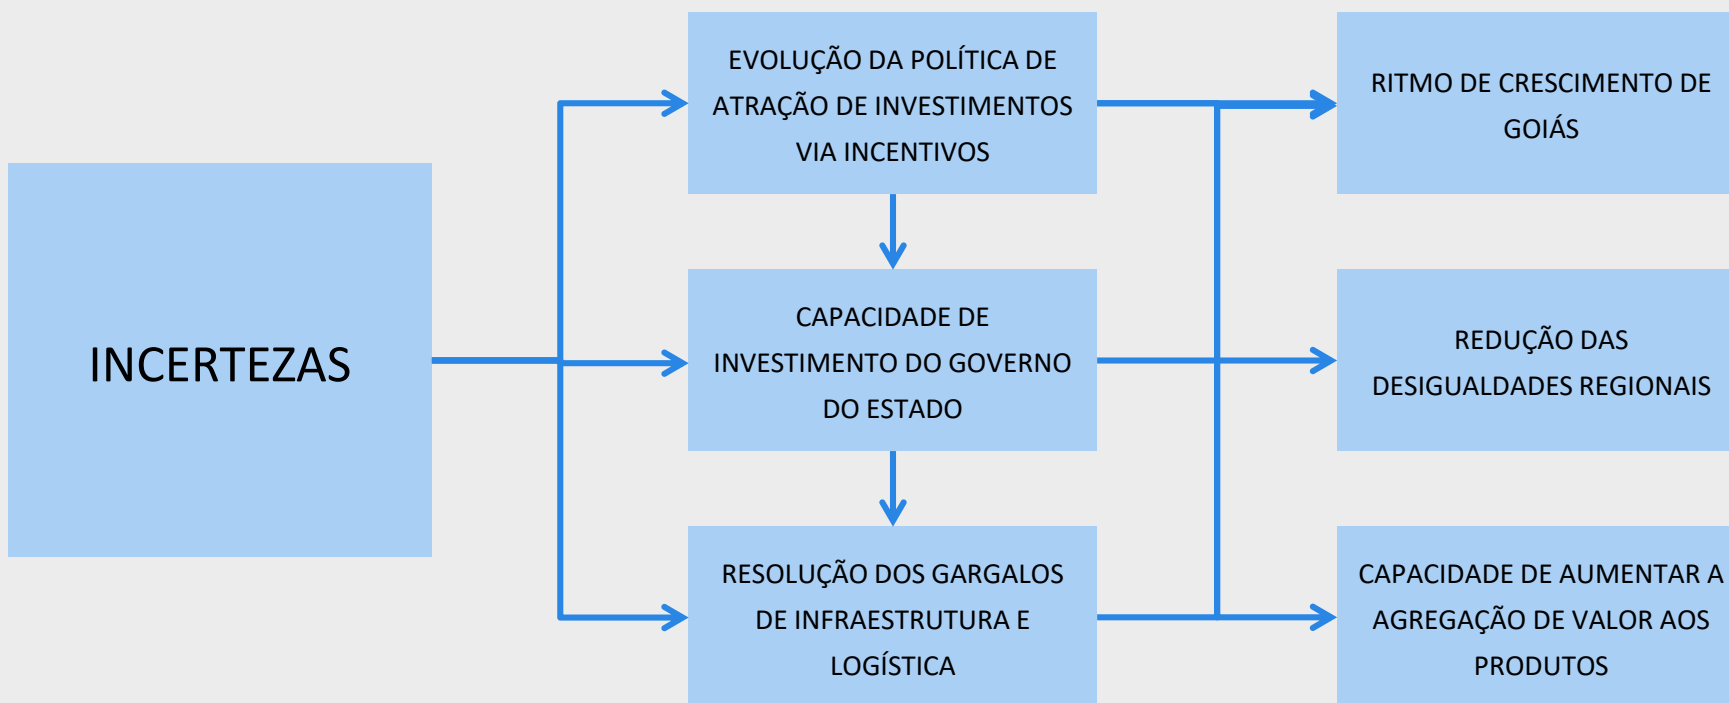 INCERTEZAS
EVOLUÇÃO DA POLÍTICA DE
ATRAÇÃO DE INVESTIMENTOS
VIA INCENTIVOS
CAPACIDADE DE
INVESTIMENTO DO GOVERNO
DO ESTADO
RESOLUÇÃO DOS GARGALOS
DE INFRAESTRUTURA E
LOGÍSTICA
RITMO DE CRESCIMENTO DE
GOIÁS
REDUÇÃO DAS
DESIGUALDADES REGIONAIS
CAPACIDADE DE AUMENTAR A
AGREGAÇÃO DE VALOR AOS
PRODUTOS